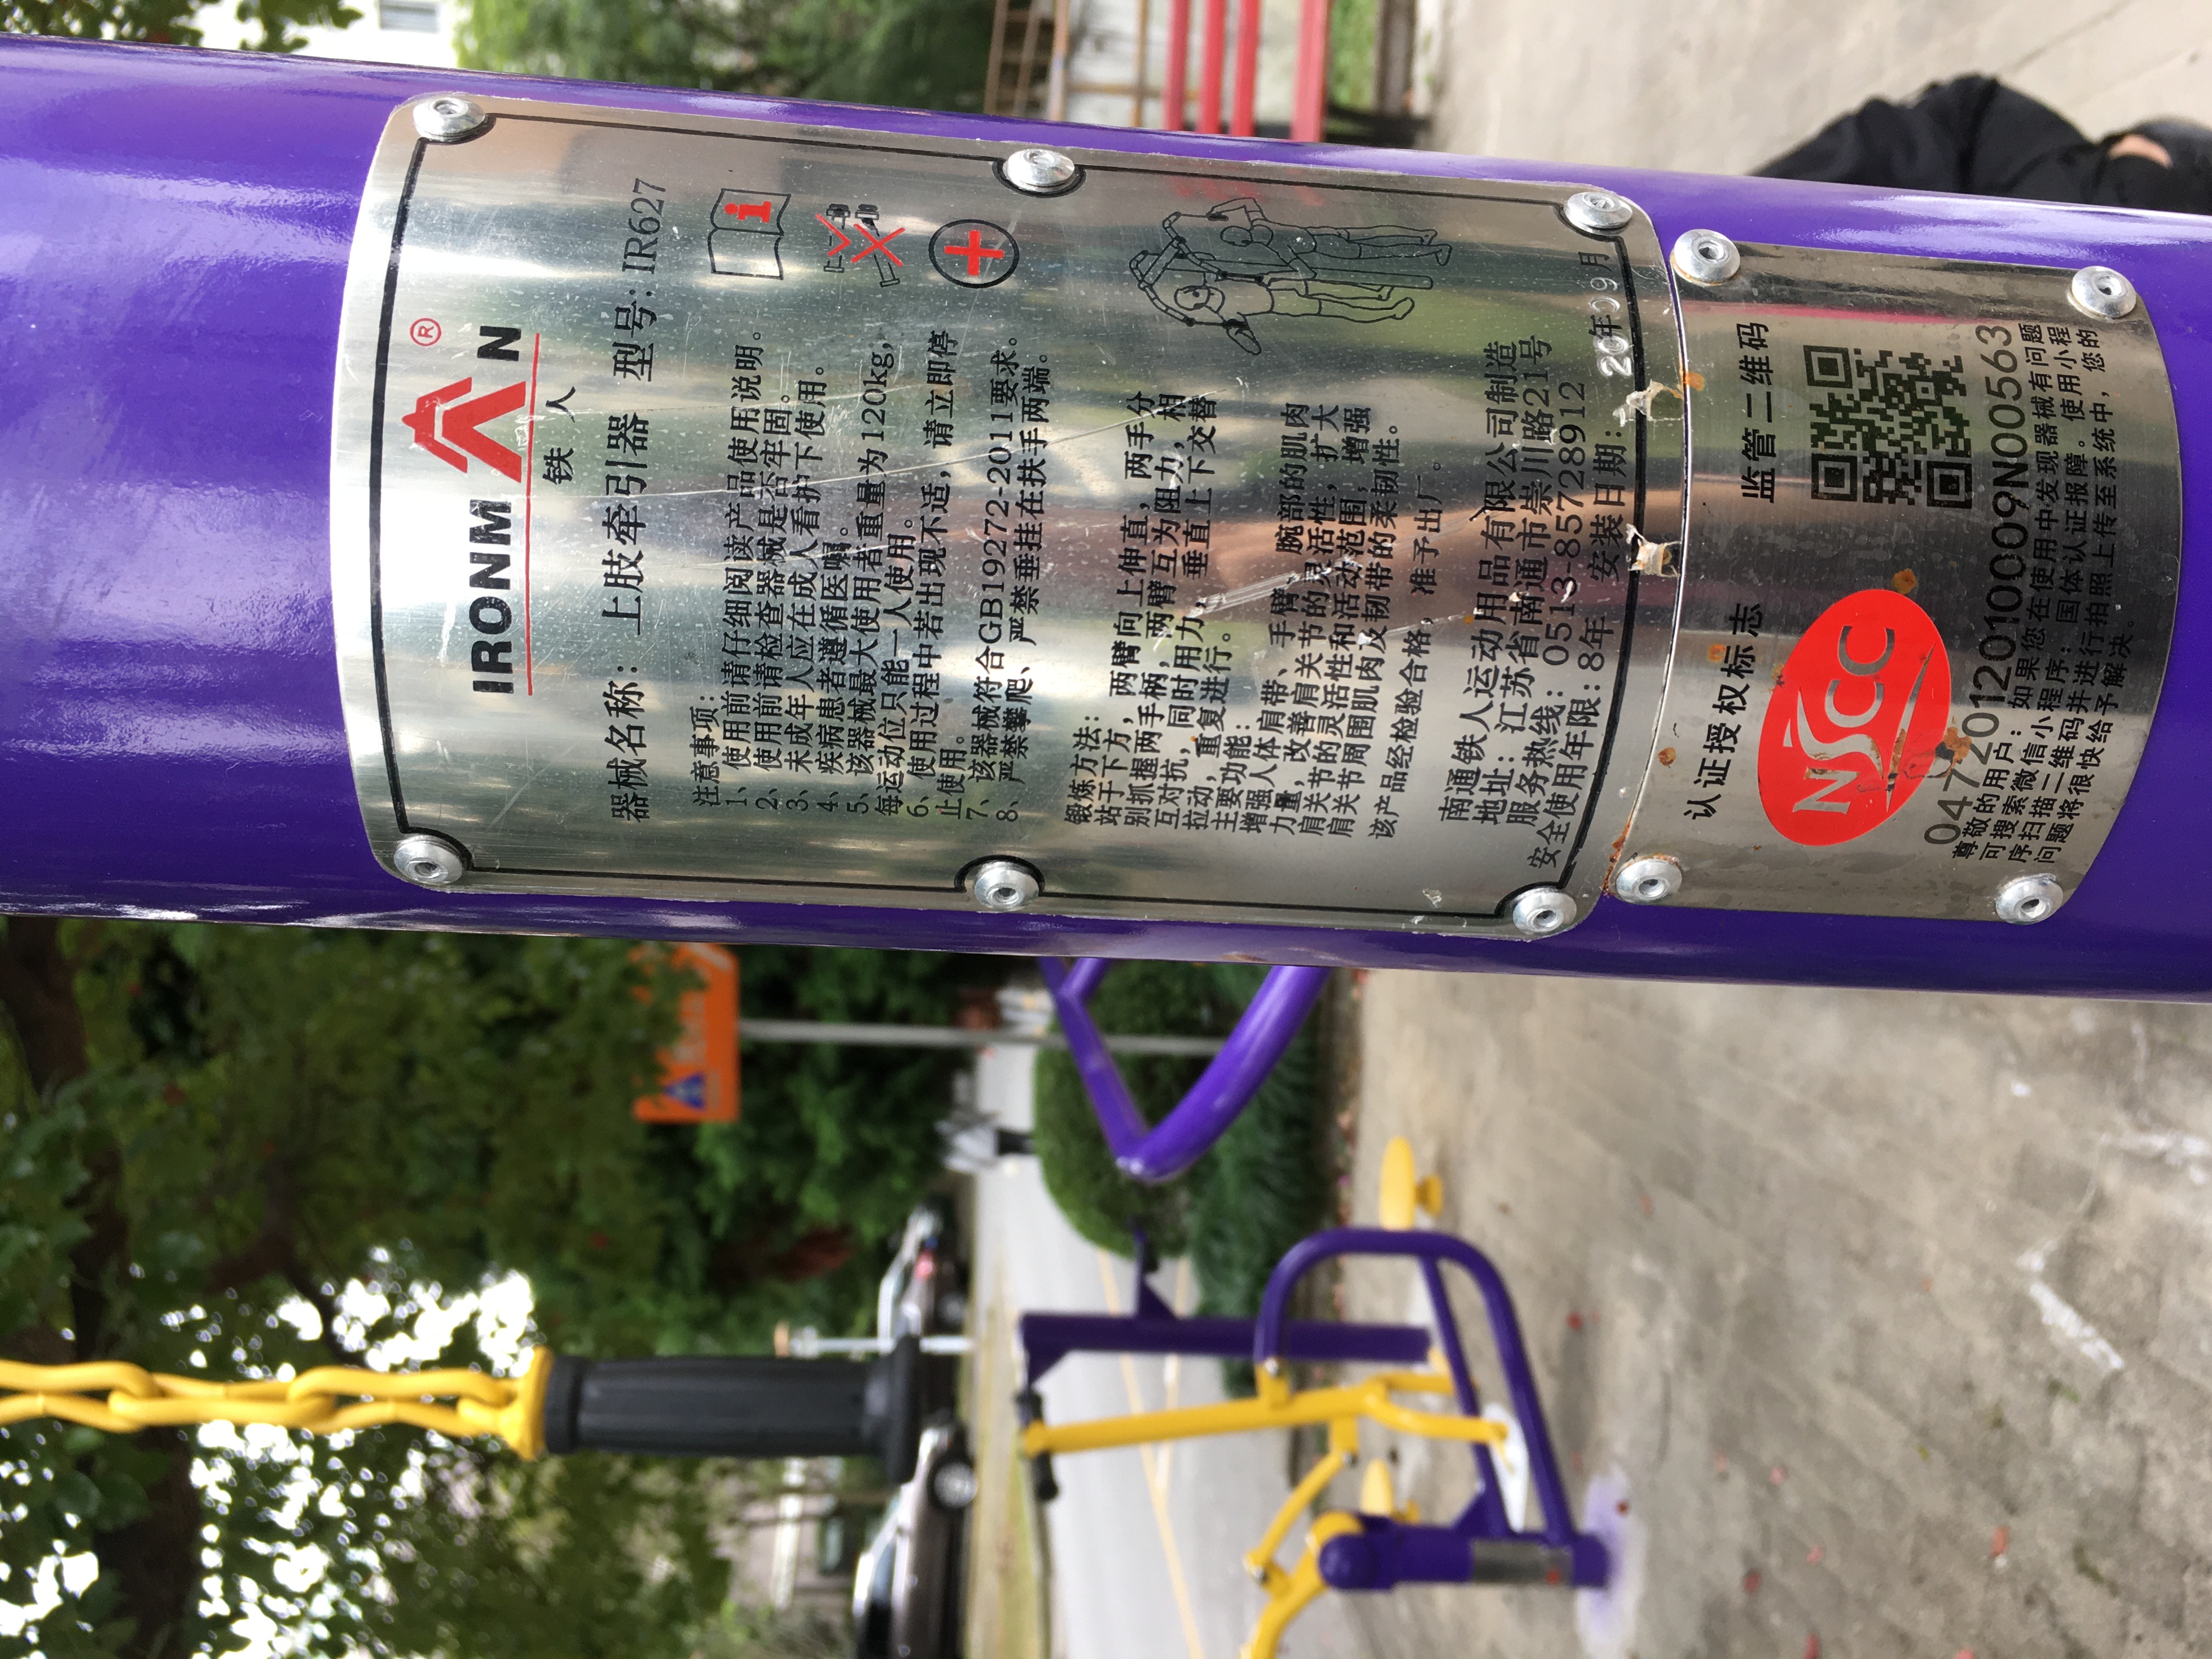 IRONMAN®
铁 人
器械名称: 上肢牵引器 型号: IR627
注意事项:
1、使用前请仔细阅读产品使用说明。
2、使用前请检查器械是否牢固。
3、未成年人应在成人看护下使用。
4、疾病患者遵循医嘱。
5、该器械最大使用者重量为120kg,
每运动位只能一人使用。
6、使用过程中若出现不适,请立即停
止使用。
7、该器械符合GB19272-2011要求。
8、严禁攀爬、严禁垂挂在扶手两端。
锻炼方法:
站于下方,两臂向上伸直,两手分
别抓握两手柄,两臂互为阻力,相
互对抗,同时用力,垂直上下交替
拉动,重复进行。
主要功能:
增强人体肩带、手臂、腕部的肌肉
力量,改善肩关节的灵活性,扩大
肩关节的灵活性和活动范围,增强
肩关节周围肌肉及韧带的柔韧性。
该产品经检验合格,准予出厂。
南通铁人运动用品有限公司制造
地址: 江苏省南通市崇川路21号
服务热线: 0513-85728912
安全使用年限: 8年 安装日期: 20年09月
认证授权标志 监管二维码
NSCC
0472012010009N00563
尊敬的用户: 如果您在使用中发现器械有问题
可搜索微信小程序: 国体认证报障。使用小程
序扫描二维码并进行拍照上传至系统中,您的
问题将很快给予解决。